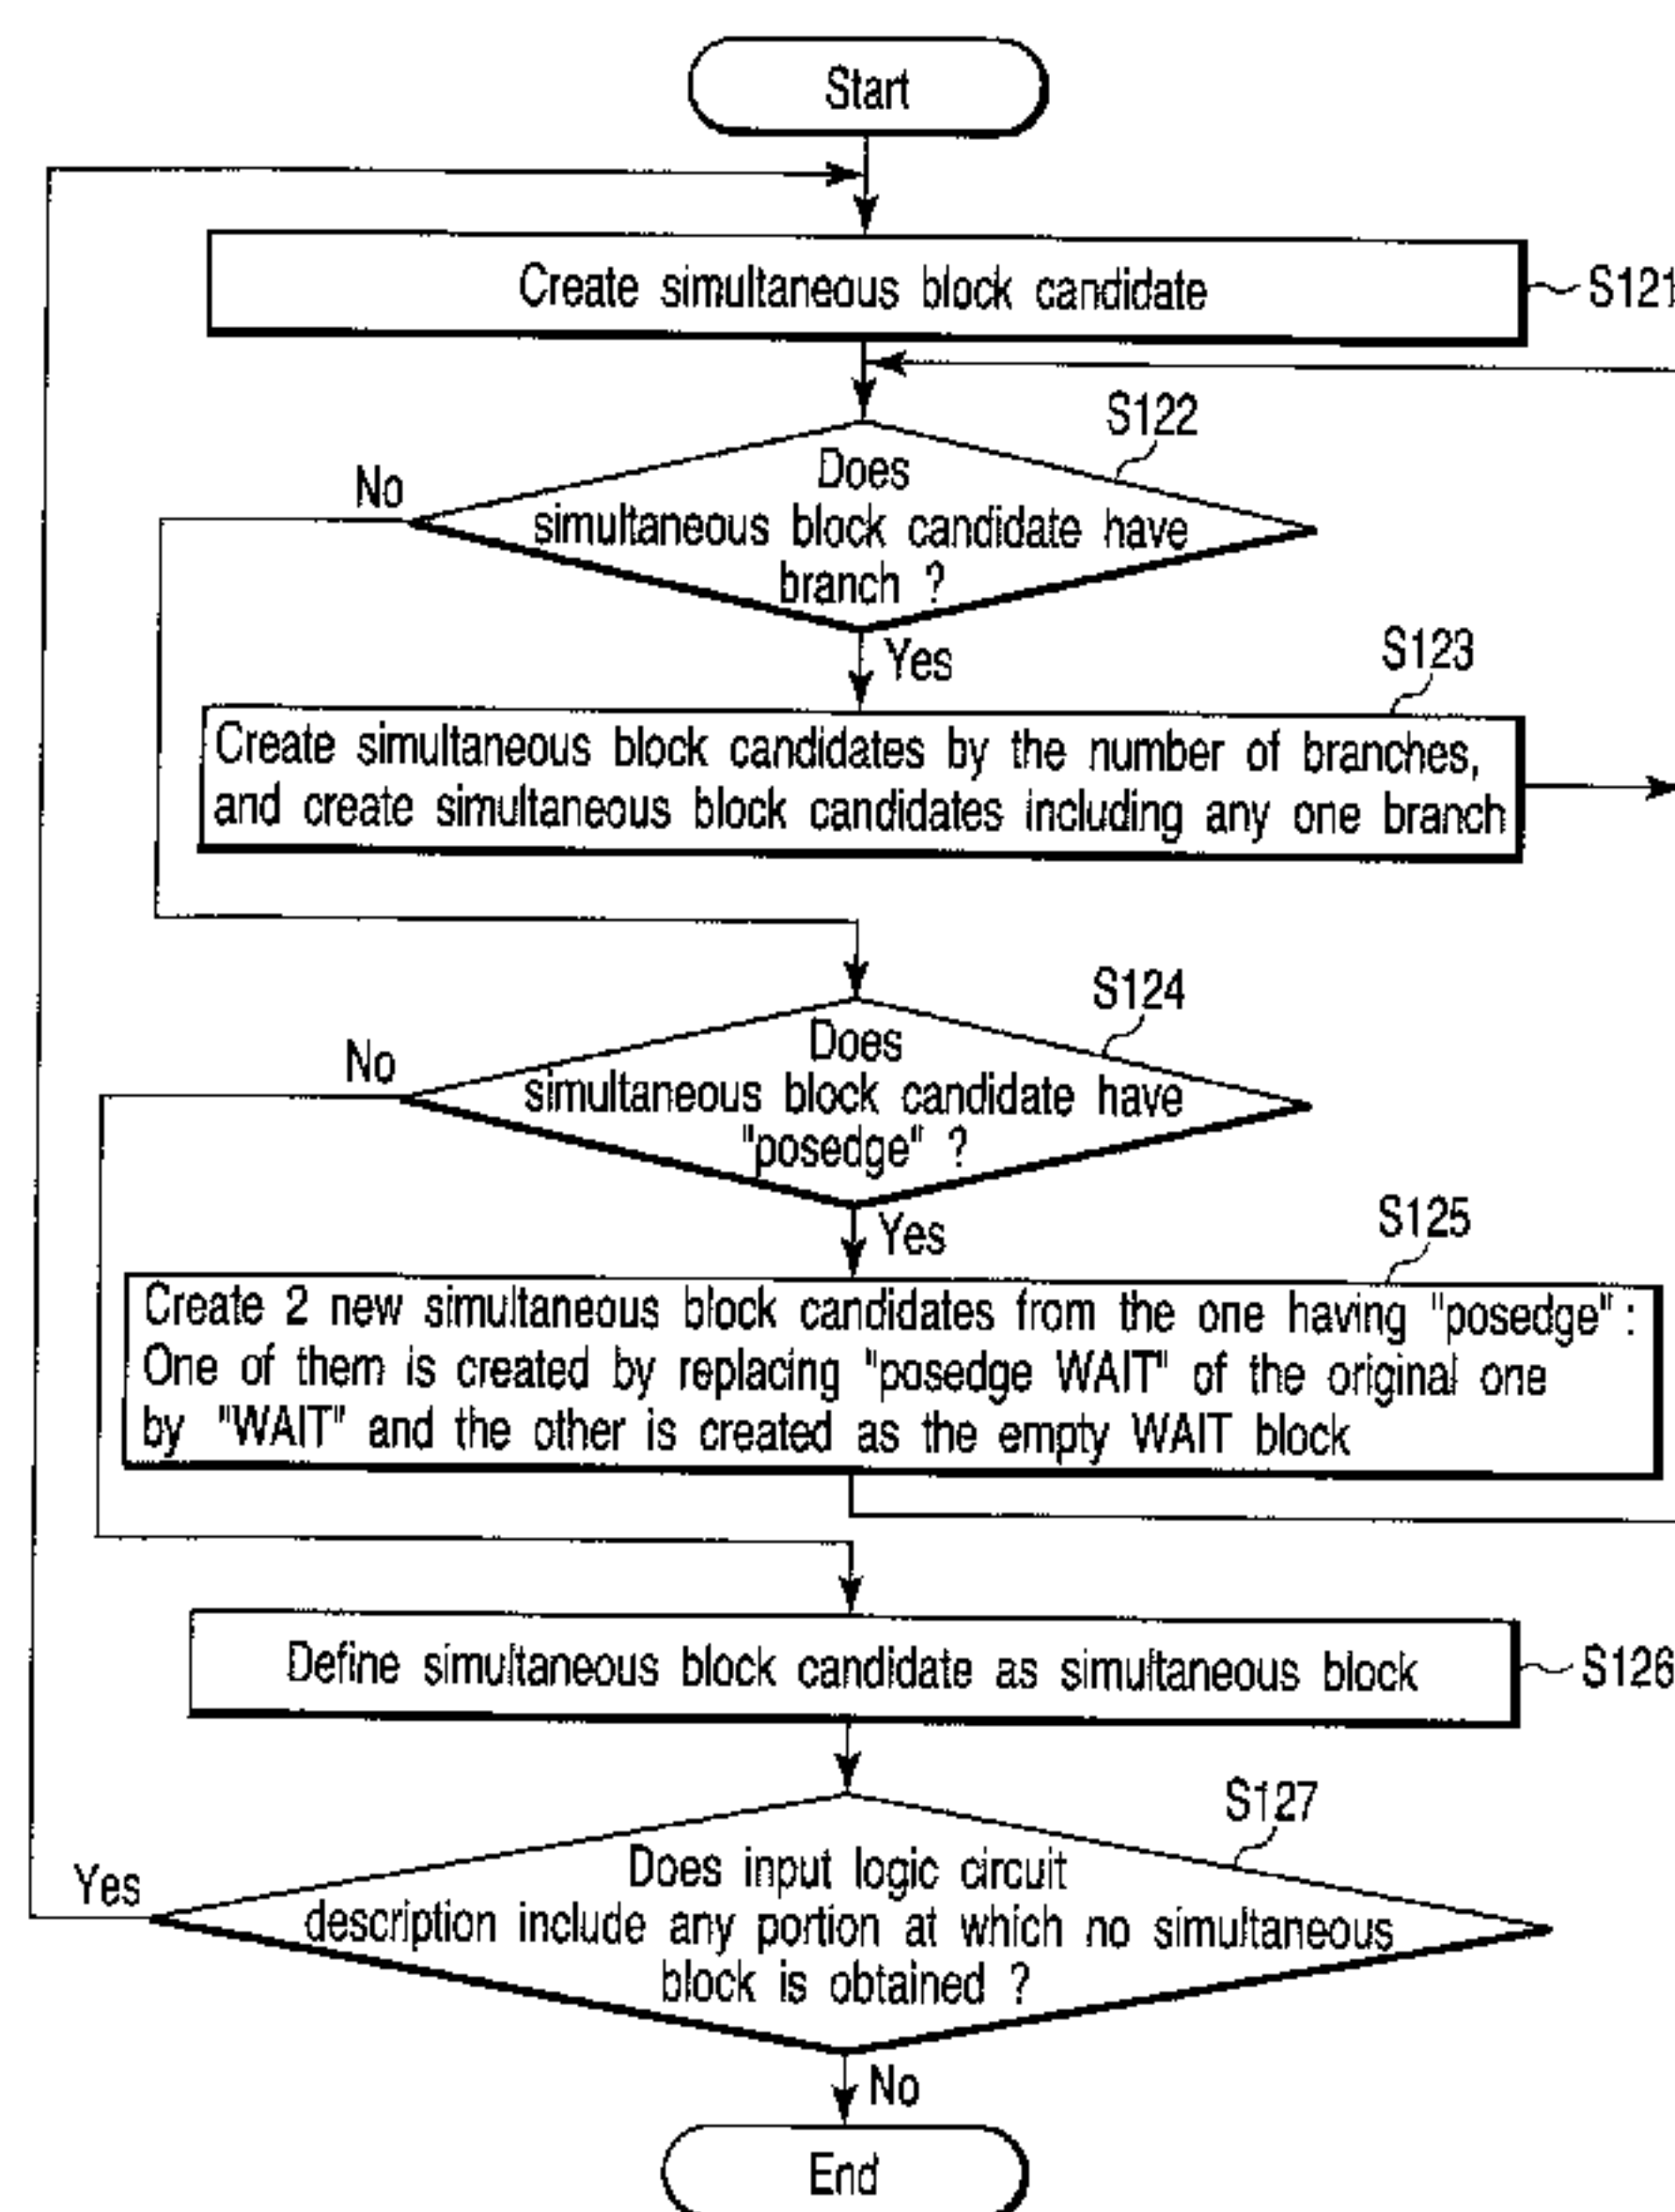 Start
Create simultaneous block candidate
S121
S122
Does
simultaneous block candidate have
branch ?
No
Yes
S123
Create simultaneous block candidates by the number of branches,
and create simultaneous block candidates including any one branch
S124
Does
simultaneous block candidate have
"posedge" ?
No
Yes
S125
Create 2 new simultaneous block candidates from the one having "posedge" :
One of them is created by replacing "posedge WAIT" of the original one
by "WAIT" and the other is created as the empty WAIT block
Define simultaneous block candidate as simultaneous block
S126
S127
Does input logic circuit
description include any portion at which no simultaneous
block is obtained ?
Yes
No
End